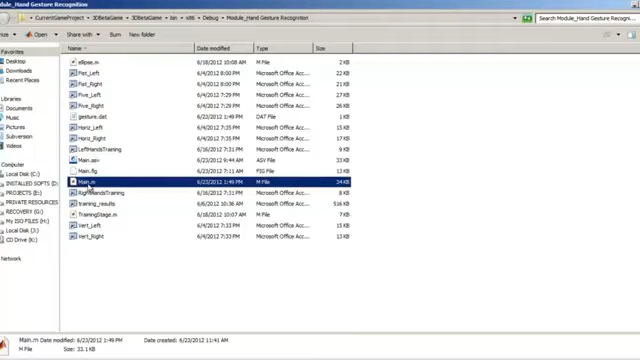 Module_Hand Gesture Recognition
CurrentGameProject 3DBetaGame 3DBetaGame bin x86 Debug Module_Hand Gesture Recognition
Search Module_Hand Gesture Recognition
Open Share with Burn New folder
Favorites
Desktop
Downloads
Recent Places
Libraries
Documents
Music
Pictures
Subversion
Videos
Computer
Local Disk (C:)
INSTALLED SOFTS (D:)
PROJECTS (E:)
PRIVATE RESOURCES
RECOVERY (G:)
My ISO FILES (H:)
Local Disk (J:)
CD Drive (K:)
Network
Name Date modified Type Size
ellipse.m 6/18/2012 10:08 AM M File 2 KB
Fist_Left 6/4/2012 8:00 PM Microsoft Office Acc... 22 KB
Fist_Right 6/4/2012 8:00 PM Microsoft Office Acc... 21 KB
Five_Left 6/4/2012 7:29 PM Microsoft Office Acc... 27 KB
Five_Right 6/4/2012 7:29 PM Microsoft Office Acc... 26 KB
gesture.dat 6/23/2012 1:49 PM DAT File 1 KB
Horiz_Left 6/4/2012 7:35 PM Microsoft Office Acc... 15 KB
Horiz_Right 6/4/2012 7:35 PM Microsoft Office Acc... 14 KB
LeftHandsTraining 6/16/2012 7:31 PM Microsoft Office Acc... 9 KB
Main.asv 6/23/2012 9:44 AM ASV File 32 KB
Main.fig 6/23/2012 7:11 AM FIG File 13 KB
Main.m 6/23/2012 1:49 PM M File 34 KB
RightHandsTraining 6/16/2012 7:31 PM Microsoft Office Acc... 8 KB
training_results 6/6/2012 10:36 AM Microsoft Office Acc... 516 KB
TrainingStage.m 6/18/2012 10:07 AM M File 2 KB
Vert_Left 6/4/2012 7:33 PM Microsoft Office Acc... 13 KB
Vert_Right 6/4/2012 7:33 PM Microsoft Office Acc... 13 KB
Main.m Date modified: 6/23/2012 1:49 PM Date created: 6/23/2012 11:41 AM
M File Size: 33.1 KB